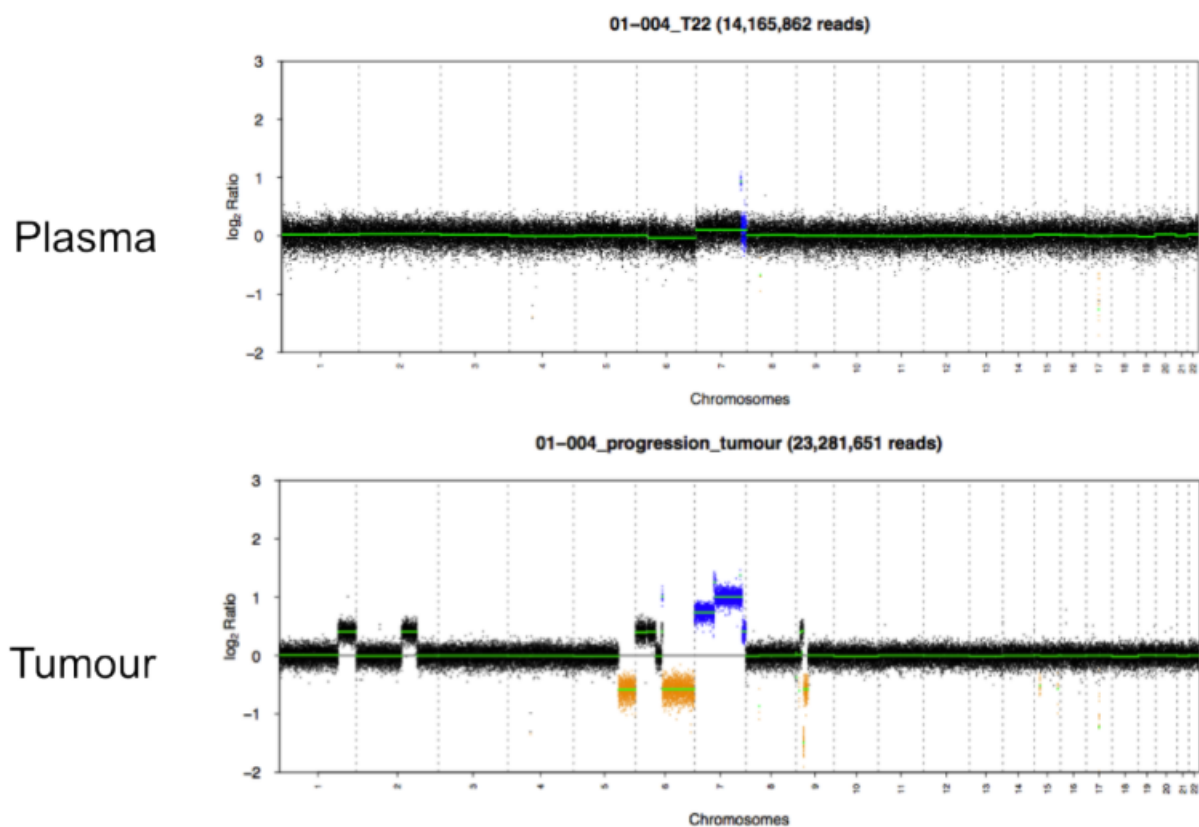 01−004_T22 (14,165,862 reads)
Plasma
log₂ Ratio
3
2
1
0
−1
−2
1 2 3 4 5 6 7 8 9 10 11 12 13 14 15 16 17 18 19 20 21 22
Chromosomes
01−004_progression_tumour (23,281,651 reads)
Tumour
log₂ Ratio
3
2
1
0
−1
−2
1 2 3 4 5 6 7 8 9 10 11 12 13 14 15 16 17 18 19 20 21 22
Chromosomes